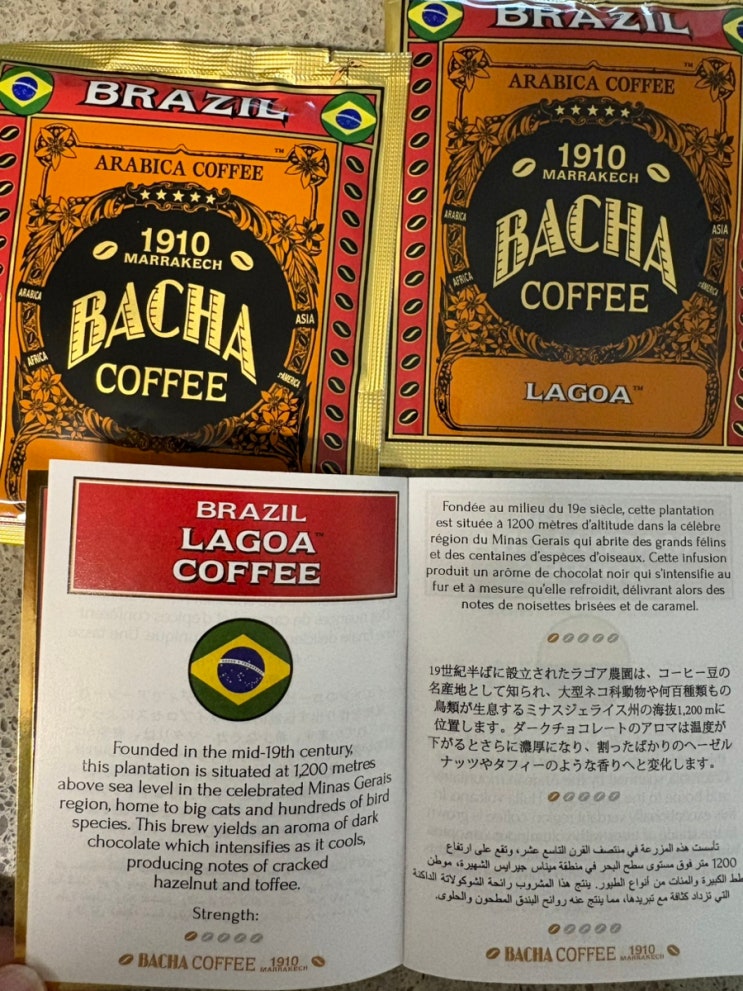 BRAZIL
ARABICA COFFEE ™
1910
MARRAKECH
BACHA
COFFEE
ARABICA
ASIA
AFRICA
BRAZIL
ARABICA COFFEE ™
1910
MARRAKECH
BACHA
COFFEE
ARABICA
ASIA
AFRICA
LAGOA™
BRAZIL
LAGOA™
COFFEE
Founded in the mid-19th century,
this plantation is situated at 1,200 metres
above sea level in the celebrated Minas Gerais
region, home to big cats and hundreds of bird
species. This brew yields an aroma of dark
chocolate which intensifies as it cools,
producing notes of cracked
hazelnut and toffee.
Strength:
BACHA COFFEE 1910 MARRAKECH
Fondée au milieu du 19e siècle, cette plantation
est située à 1200 mètres d'altitude dans la célèbre
région du Minas Gerais qui abrite des grands félins
et des centaines d'espèces d'oiseaux. Cette infusion
produit un arôme de chocolat noir qui s'intensifie au
fur et à mesure qu'elle refroidit, délivrant alors des
notes de noisettes brisées et de caramel.
19世紀半ばに設立されたラゴア農園は、コーヒー豆の
名産地として知られ、大型ネコ科動物や何百種類もの
鳥類が生息するミナスジェライス州の海抜1,200 mに
位置します。ダークチョコレートのアロマは温度が
下がるとさらに濃厚になり、割ったばかりのヘーゼル
ナッツやタフィーのような香りへと変化します。
تأسست هذه المزرعة في منتصف القرن التاسع عشر، وتقع على ارتفاع
1200 متر فوق مستوى سطح البحر في منطقة ميناس جيرايس الشهيرة، موطن
القطط الكبيرة والمئات من أنواع الطيور. ينتج هذا المشروب رائحة الشوكولاتة الداكنة
التي تزداد كثافة مع تبريدها، مما ينتج عنه روائح البندق المطحون والحلوى.
BACHA COFFEE 1910 MARRAKECH